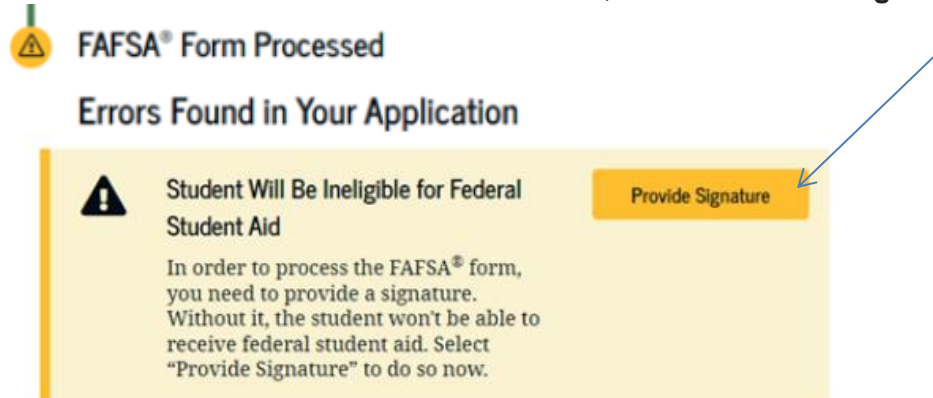 g
FAFSA® Form Processed
Errors Found in Your Application
Student Will Be Ineligible for Federal
Student Aid
Provide Signature
In order to process the FAFSA® form,
you need to provide a signature.
Without it, the student won't be able to
receive federal student aid. Select
“Provide Signature” to do so now.